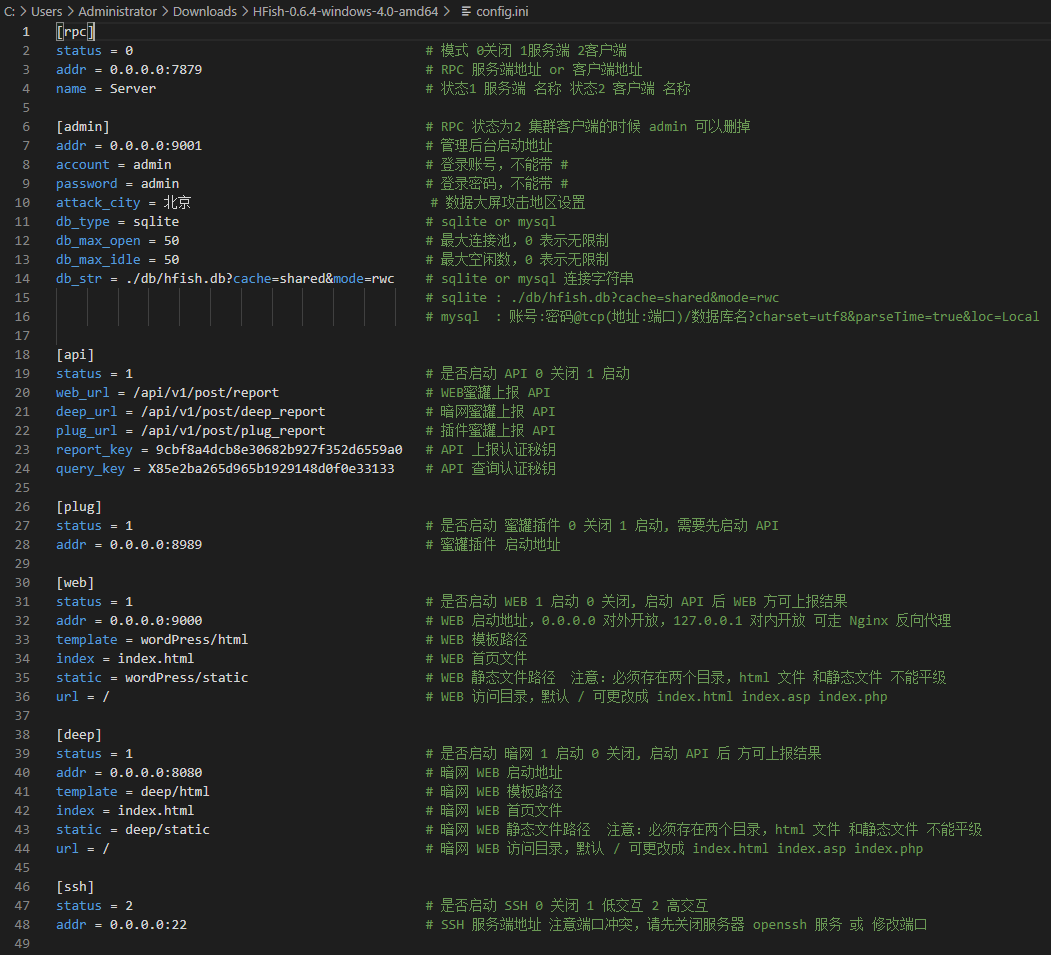 C: > Users > Administrator > Downloads > HFish-0.6.4-windows-4.0-amd64 > config.ini
1 [rpc]
2 status = 0 # 模式 0关闭 1服务端 2客户端
3 addr = 0.0.0.0:7879 # RPC 服务端地址 or 客户端地址
4 name = Server # 状态1 服务端 名称 状态2 客户端 名称
5
6 [admin] # RPC 状态为2 集群客户端的时候 admin 可以删掉
7 addr = 0.0.0.0:9001 # 管理后台启动地址
8 account = admin # 登录账号，不能带 #
9 password = admin # 登录密码，不能带 #
10 attack_city = 北京 # 数据大屏攻击地区设置
11 db_type = sqlite # sqlite or mysql
12 db_max_open = 50 # 最大连接池，0 表示无限制
13 db_max_idle = 50 # 最大空闲数，0 表示无限制
14 db_str = ./db/hfish.db?cache=shared&mode=rwc # sqlite or mysql 连接字符串
15 # sqlite : ./db/hfish.db?cache=shared&mode=rwc
16 # mysql : 账号:密码@tcp(地址:端口)/数据库名?charset=utf8&parseTime=true&loc=Local
17
18 [api]
19 status = 1 # 是否启动 API 0 关闭 1 启动
20 web_url = /api/v1/post/report # WEB蜜罐上报 API
21 deep_url = /api/v1/post/deep_report # 暗网蜜罐上报 API
22 plug_url = /api/v1/post/plug_report # 插件蜜罐上报 API
23 report_key = 9cbf8a4dcb8e30682b927f352d6559a0 # API 上报认证秘钥
24 query_key = X85e2ba265d965b1929148d0f0e33133 # API 查询认证秘钥
25
26 [plug]
27 status = 1 # 是否启动 蜜罐插件 0 关闭 1 启动, 需要先启动 API
28 addr = 0.0.0.0:8989 # 蜜罐插件 启动地址
29
30 [web]
31 status = 1 # 是否启动 WEB 1 启动 0 关闭, 启动 API 后 WEB 方可上报结果
32 addr = 0.0.0.0:9000 # WEB 启动地址，0.0.0.0 对外开放，127.0.0.1 对内开放 可走 Nginx 反向代理
33 template = wordPress/html # WEB 模板路径
34 index = index.html # WEB 首页文件
35 static = wordPress/static # WEB 静态文件路径 注意：必须存在两个目录，html 文件 和静态文件 不能平级
36 url = / # WEB 访问目录，默认 / 可更改成 index.html index.asp index.php
37
38 [deep]
39 status = 1 # 是否启动 暗网 1 启动 0 关闭, 启动 API 后 方可上报结果
40 addr = 0.0.0.0:8080 # 暗网 WEB 启动地址
41 template = deep/html # 暗网 WEB 模板路径
42 index = index.html # 暗网 WEB 首页文件
43 static = deep/static # 暗网 WEB 静态文件路径 注意：必须存在两个目录，html 文件 和静态文件 不能平级
44 url = / # 暗网 WEB 访问目录，默认 / 可更改成 index.html index.asp index.php
45
46 [ssh]
47 status = 2 # 是否启动 SSH 0 关闭 1 低交互 2 高交互
48 addr = 0.0.0.0:22 # SSH 服务端地址 注意端口冲突，请先关闭服务器 openssh 服务 或 修改端口
49